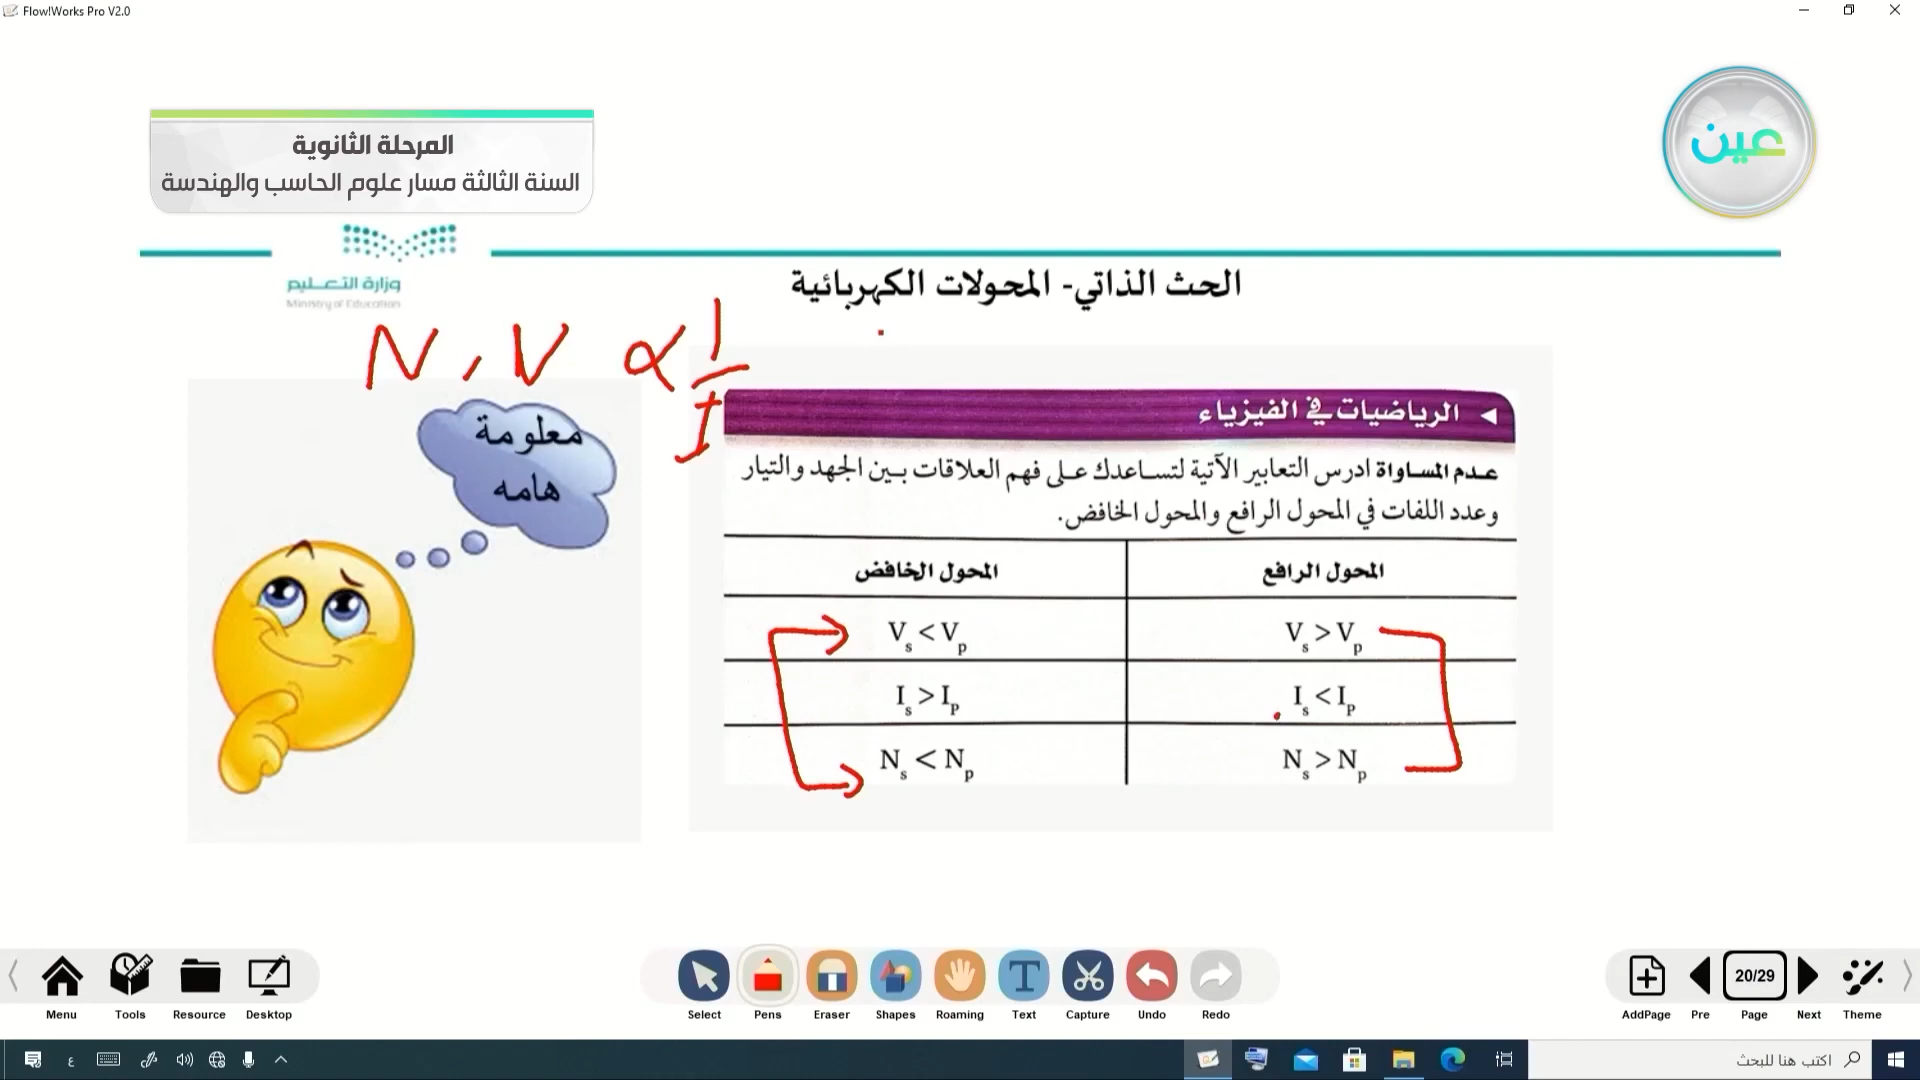 Flow!Works Pro V2.0
المرحلة الثانوية
السنة الثالثة مسار علوم الحاسب والهندسة
عين
وزارة التعليم
Ministry of Education
الحث الذاتي- المحولات الكهربائية
N , V ∝ 1/I
معلومة
هامه
الرياضيات في الفيزياء
عدم المساواة ادرس التعابير الآتية لتساعدك على فهم العلاقات بين الجهد والتيار
وعدد اللفات في المحول الرافع والمحول الخافض.
المحول الرافع المحول الخافض
Vs > Vp Vs < Vp
Is < Ip Is > Ip
Ns > Np Ns < Np
Menu Tools Resource Desktop Select Pens Eraser Shapes Roaming Text Capture Undo Redo AddPage Pre 20/29 Page Next Theme
ع
اكتب هنا للبحث